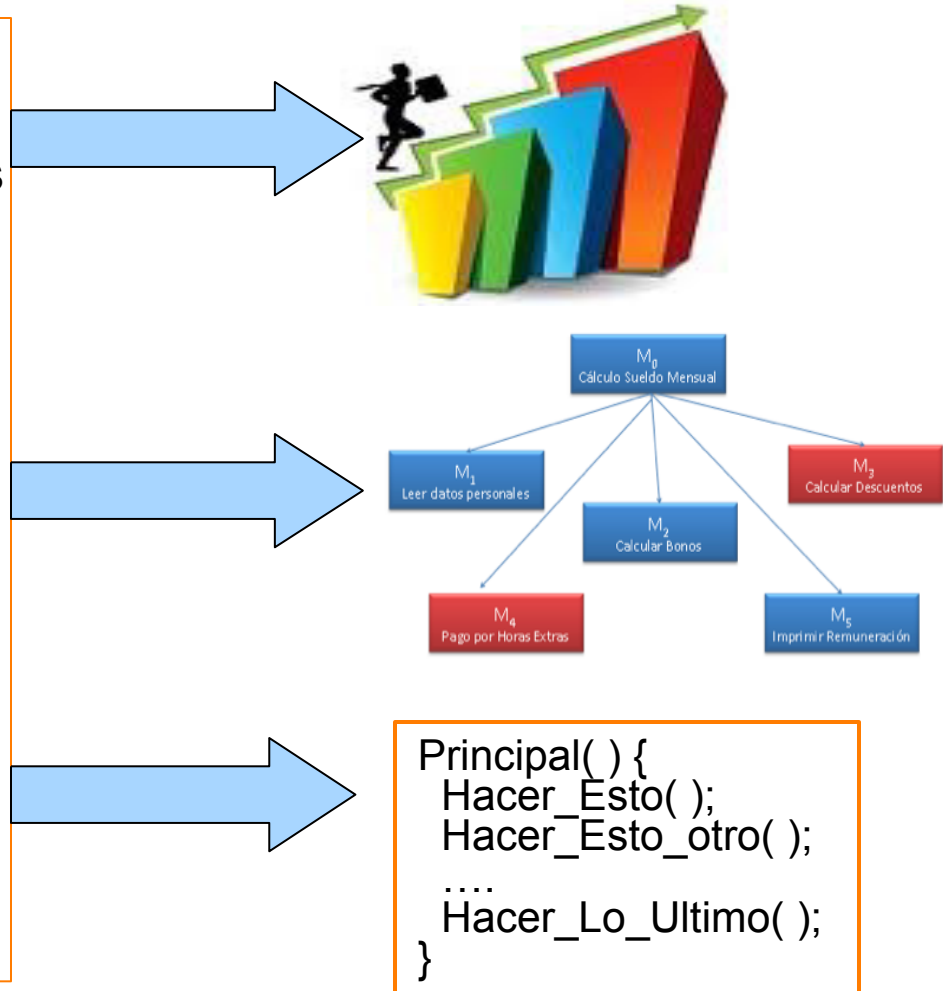 s
M0
Cálculo Sueldo Mensual
M1
Leer datos personales
M3
Calcular Descuentos
M2
Calcular Bonos
M4
Pago por Horas Extras
M5
Imprimir Remuneración
Principal( ) {
Hacer_Esto( );
Hacer_Esto_otro( );
….
Hacer_Lo_Ultimo( );
}